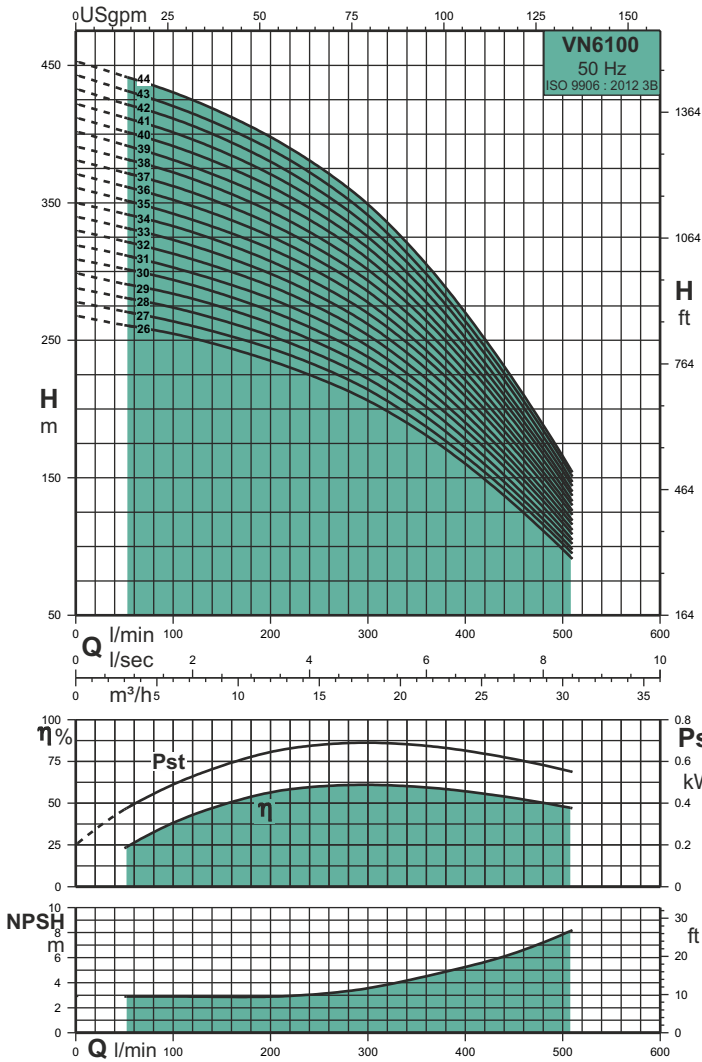 USgpm
0 25 50 75 100 125 150
VN6100
50 Hz
ISO 9906 : 2012 3B
450
350
250
150
50
H
m
1364
1064
764
464
164
H
ft
44
43
42
41
40
39
38
37
36
35
34
33
32
31
30
29
28
27
26
0 100 200 300 400 500 600
Q l/min
l/sec
0 2 4 6 8 10
m³/h
5 10 15 20 25 30 35
η%
100
75
50
25
0
Pst
η
0.8
0.6
0.4
0.2
0
Ps
kW
NPSH
m
10
8
6
4
2
0
30
20
10
0
ft
0 100 200 300 400 500 600
Q l/min